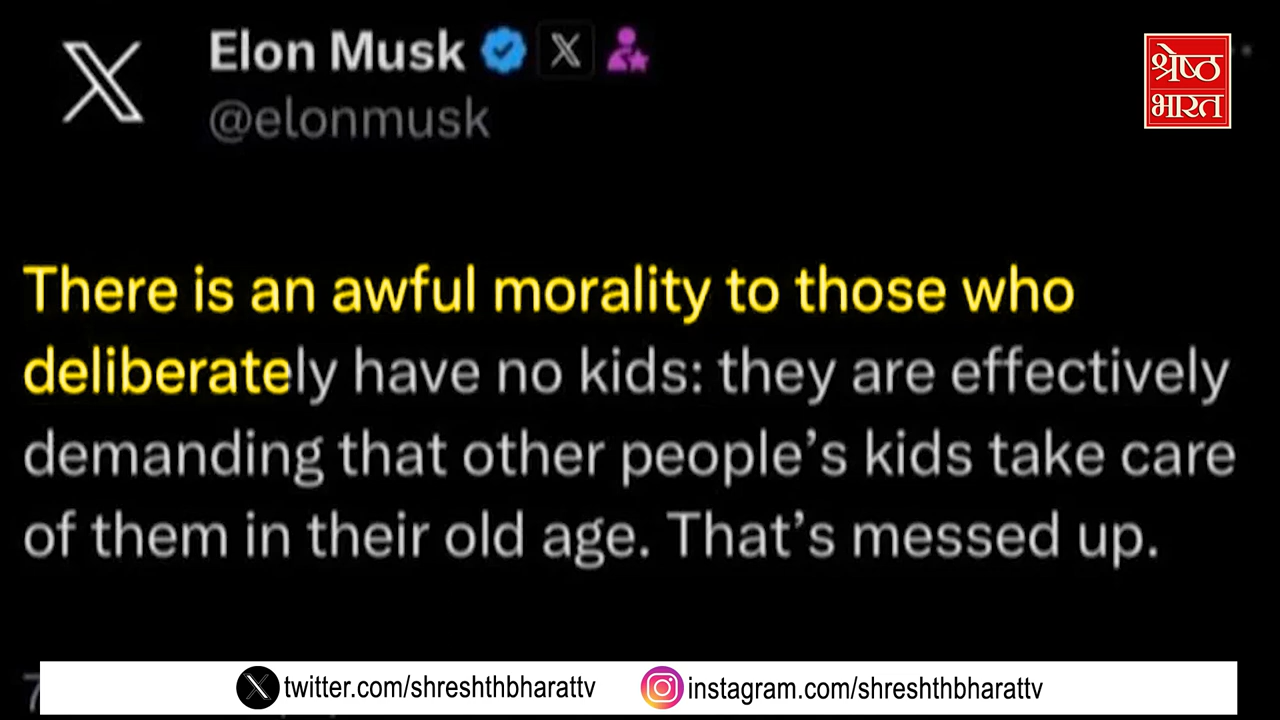 Elon Musk
@elonmusk
श्रेष्ठ
भारत
There is an awful morality to those who
deliberately have no kids: they are effectively
demanding that other people’s kids take care
of them in their old age. That’s messed up.
twitter.com/shreshthbharattv
instagram.com/shreshthbharattv